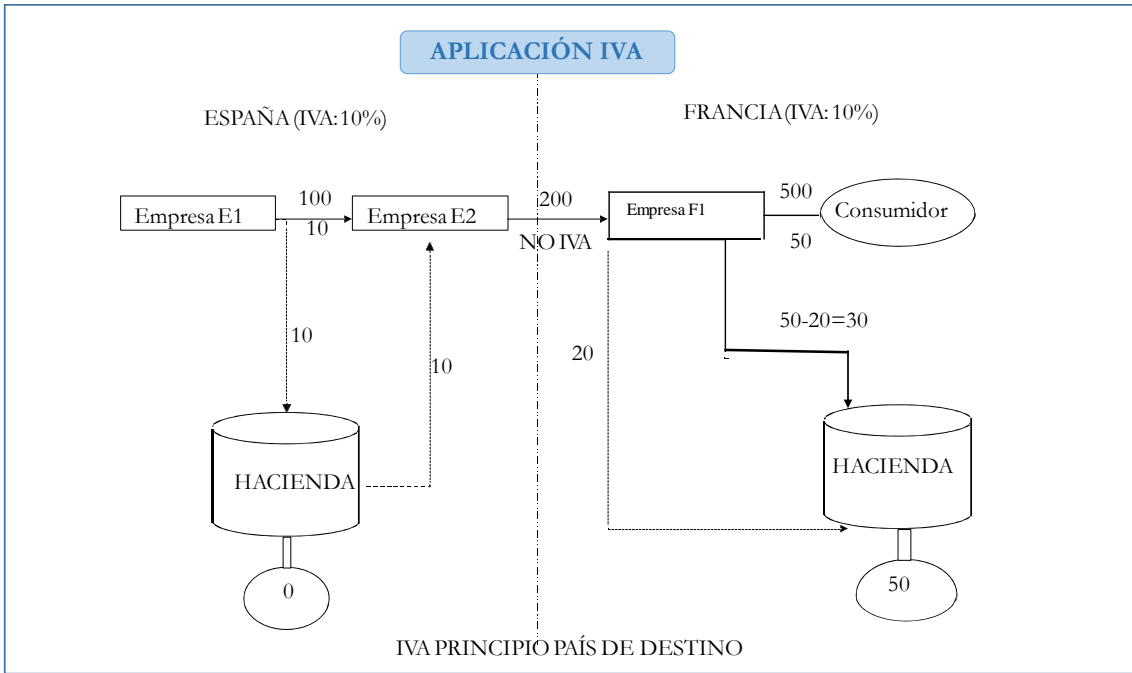 APLICACIÓN IVA
ESPAÑA (IVA: 10%)
FRANCIA (IVA: 10%)
Empresa E1
100
10
Empresa E2
200
NO IVA
Empresa F1
500
50
Consumidor
10
10
20
50-20=30
HACIENDA
HACIENDA
0
50
IVA PRINCIPIO PAÍS DE DESTINO